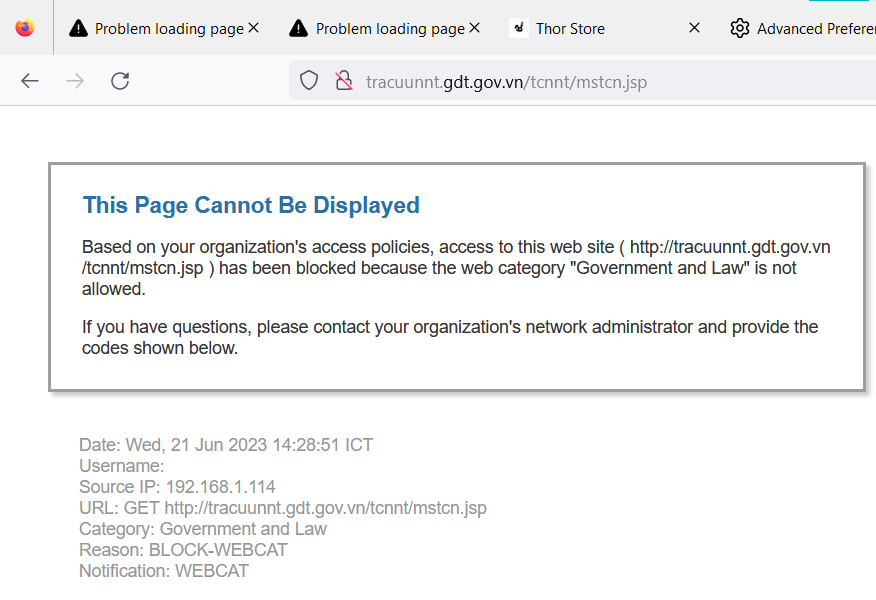 Problem loading page
Problem loading page
Thor Store
Advanced Prefere
tracuunnt.gdt.gov.vn/tcnnt/mstcn.jsp
This Page Cannot Be Displayed
Based on your organization's access policies, access to this web site ( http://tracuunnt.gdt.gov.vn
/tcnnt/mstcn.jsp ) has been blocked because the web category "Government and Law" is not
allowed.
If you have questions, please contact your organization's network administrator and provide the
codes shown below.
Date: Wed, 21 Jun 2023 14:28:51 ICT
Username:
Source IP: 192.168.1.114
URL: GET http://tracuunnt.gdt.gov.vn/tcnnt/mstcn.jsp
Category: Government and Law
Reason: BLOCK-WEBCAT
Notification: WEBCAT